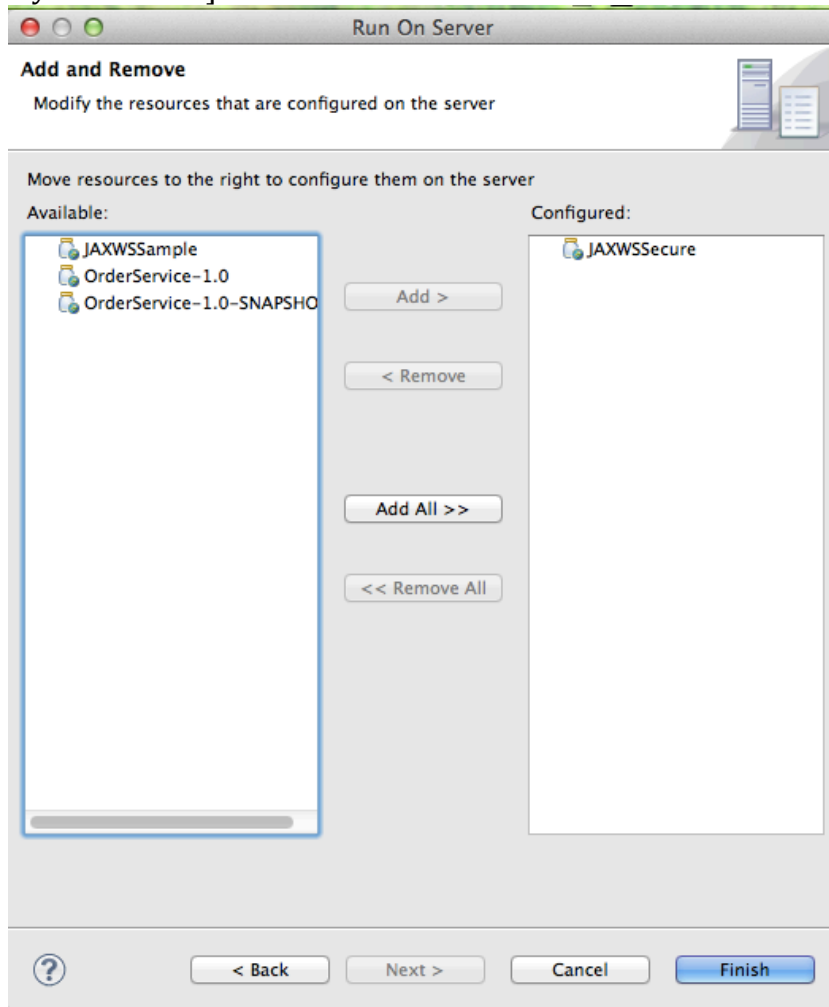 Run On Server
Add and Remove
Modify the resources that are configured on the server
Move resources to the right to configure them on the server
Available:
Configured:
JAXWSSample
OrderService-1.0
OrderService-1.0-SNAPSHO
JAXWSSecure
Add >
< Remove
Add All >>
<< Remove All
?
< Back
Next >
Cancel
Finish